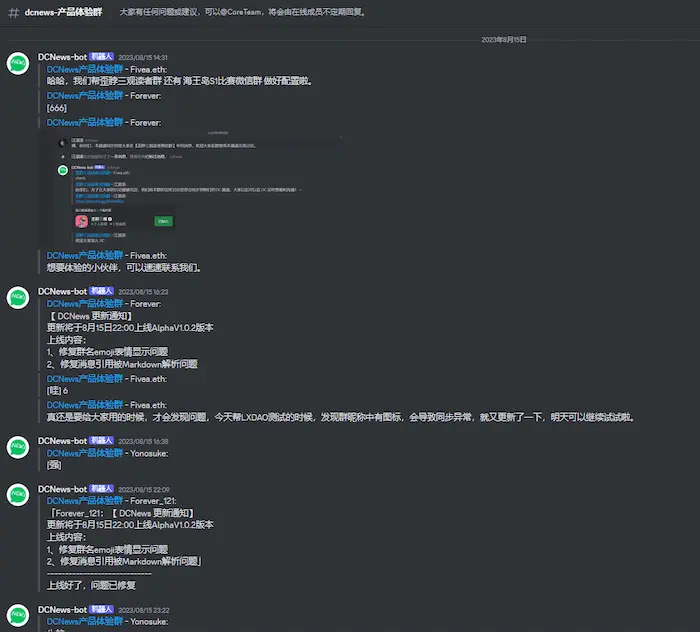 # dcnews-产品体验群 大家有任何问题或建议，可以@CoreTeam，将会由在线成员不定期回复。
2023年8月15日
NEWS
DCNews-bot 机器人 2023/08/15 14:31
DCNews产品体验群 - Fivea.eth:
哈哈，我们帮歪脖三观读者群 还有 海王岛S1比赛微信群 做好配置啦。
DCNews产品体验群 - Forever:
[666]
DCNews产品体验群 - Forever:
DCNews产品体验群 - Fivea.eth:
想要体验的小伙伴，可以速速联系我们。
NEWS
DCNews-bot 机器人 2023/08/15 16:23
DCNews产品体验群 - Forever:
【 DCNews 更新通知】
更新将于8月15日22:00上线AlphaV1.0.2版本
上线内容：
1、修复群名emoji表情显示问题
2、修复消息引用被Markdown解析问题
DCNews产品体验群 - Fivea.eth:
[哇] 6
DCNews产品体验群 - Fivea.eth:
真还是要给大家用的时候，才会发现问题，今天帮LXDAO测试的时候，发现群昵称中有图标，会导致同步异常，就又更新了一下，明天可以继续试试啦。
NEWS
DCNews-bot 机器人 2023/08/15 16:38
DCNews产品体验群 - Yonosuke:
[强]
NEWS
DCNews-bot 机器人 2023/08/15 22:09
DCNews产品体验群 - Forever_121:
「Forever_121：【 DCNews 更新通知】
更新将于8月15日22:00上线AlphaV1.0.2版本
上线内容：
1、修复群名emoji表情显示问题
2、修复消息引用被Markdown解析问题」
----------------------------
上线好了，问题已修复
NEWS
DCNews-bot 机器人 2023/08/15 23:22
DCNews产品体验群 - Yonosuke: